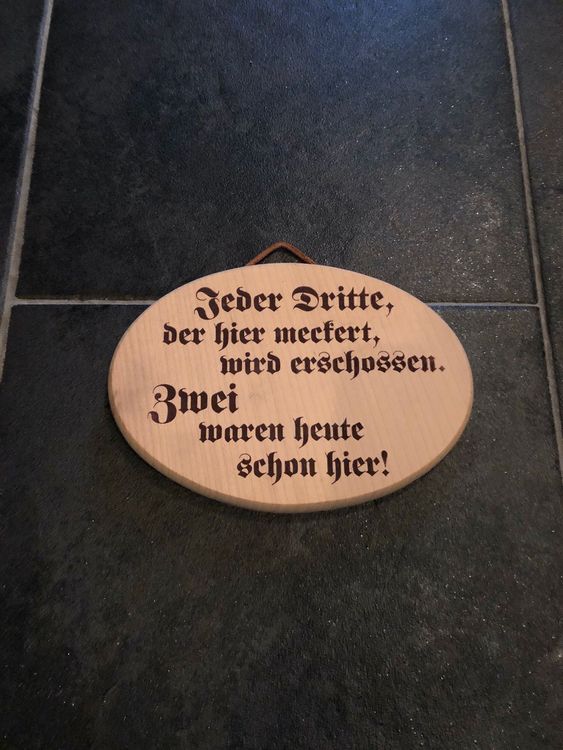 Jeder Dritte,
der hier meckert,
wird erschossen.
Zwei
waren heute
schon hier!